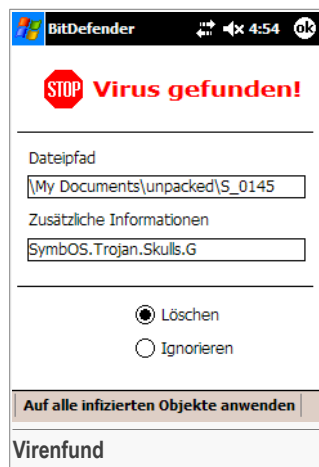 BitDefender 4:54 ok
STOP Virus gefunden!
Dateipfad
\My Documents\unpacked\S_0145
Zusätzliche Informationen
SymbOS.Trojan.Skulls.G
Löschen
Ignorieren
Auf alle infizierten Objekte anwenden
Virenfund